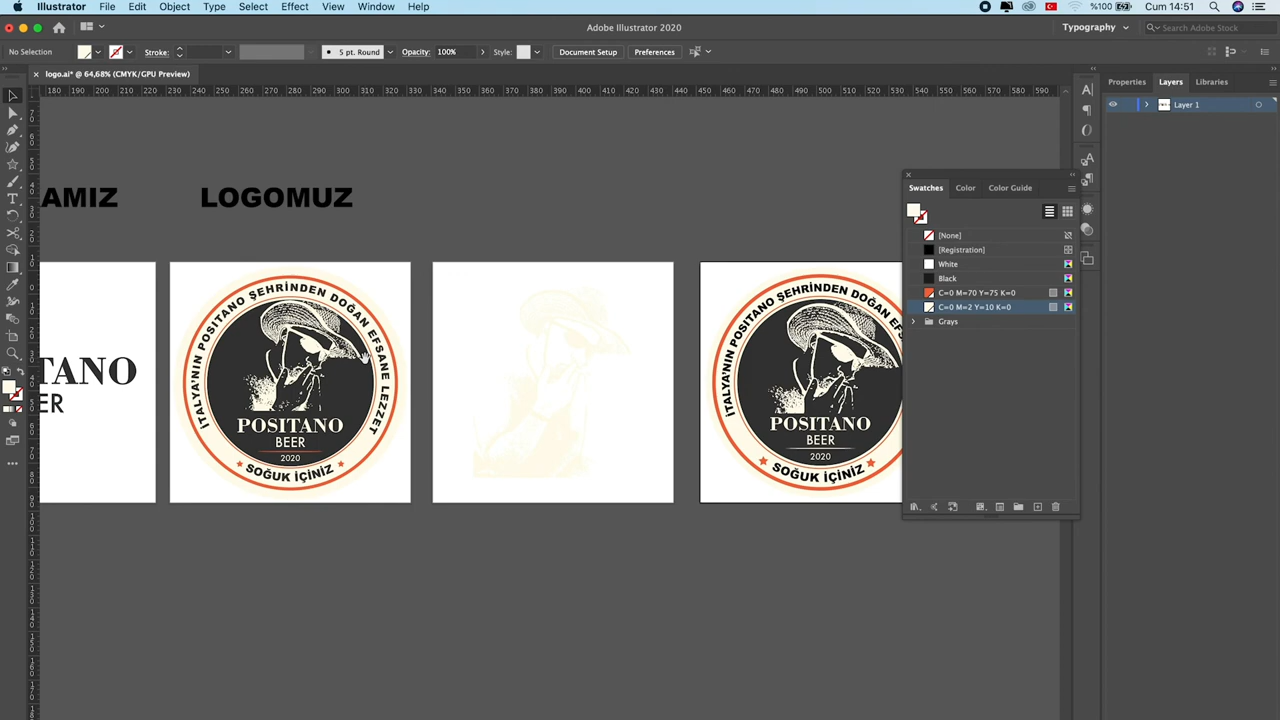 Illustrator File Edit Object Type Select Effect View Window Help
%100
Cum 14:51
Adobe Illustrator 2020
Typography
Search Adobe Stock
No Selection
Stroke:
5 pt. Round
Opacity: 100%
Style:
Document Setup
Preferences
logo.ai* @ 64,68% (CMYK/GPU Preview)
Properties
Layers
Libraries
180 190 200 210 220 230 240 250 260 270 280 290 300 310 320 330 340 350 360 370 380 390 400 410 420 430 440 450 460 470 480 490 500 510 520 530 540 550 560 570 580 590
Layer 1
AMIZ
LOGOMUZ
Swatches
Color
Color Guide
[None]
[Registration]
White
Black
C=0 M=70 Y=75 K=0
C=0 M=2 Y=10 K=0
Grays
TANO
ER
İTALYA'NIN POSITANO ŞEHRİNDEN DOĞAN EFSANE LEZZET
POSITANO
BEER
2020
SOĞUK İÇİNİZ
İTALYA'NIN POSITANO ŞEHRİNDEN DOĞAN EFS
POSITANO
BEER
2020
SOĞUK İÇİNİZ